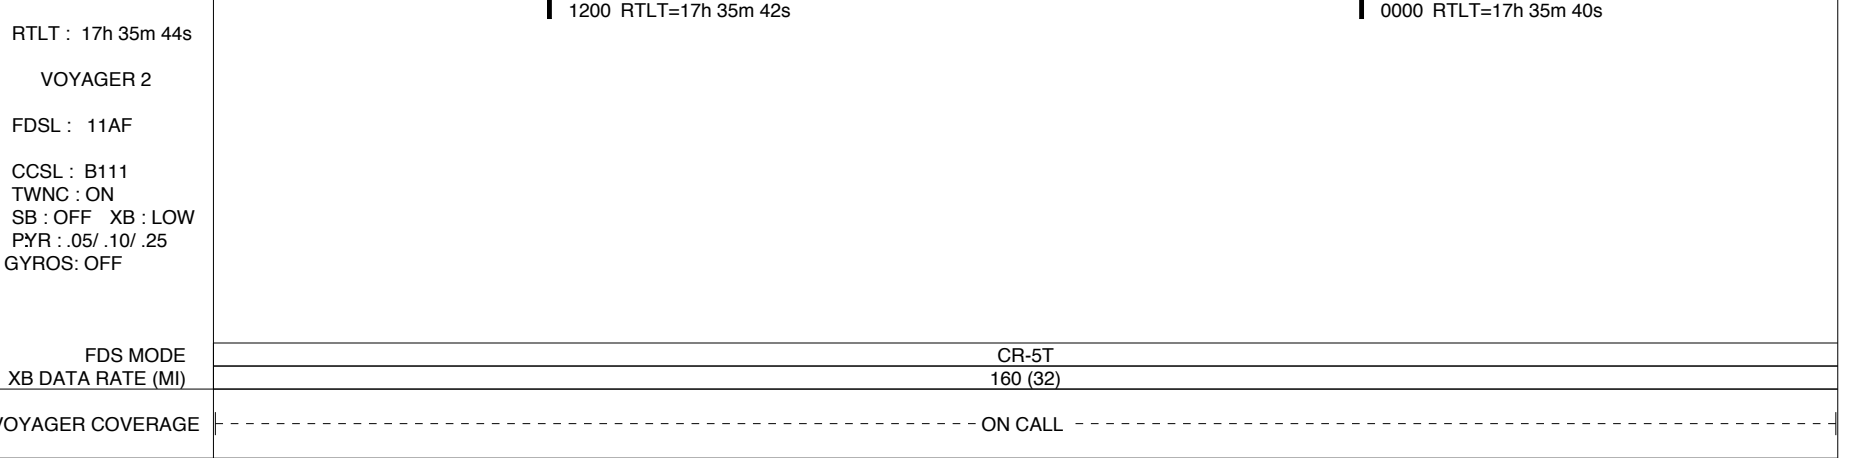 1200 RTLT=17h 35m 42s
0000 RTLT=17h 35m 40s
RTLT : 17h 35m 44s
VOYAGER 2
FDSL : 11AF
CCSL : B111
TWNC : ON
SB : OFF XB : LOW
PYR : .05/ .10/ .25
GYROS: OFF
FDS MODE
CR-5T
XB DATA RATE (MI)
160 (32)
VOYAGER COVERAGE
ON CALL